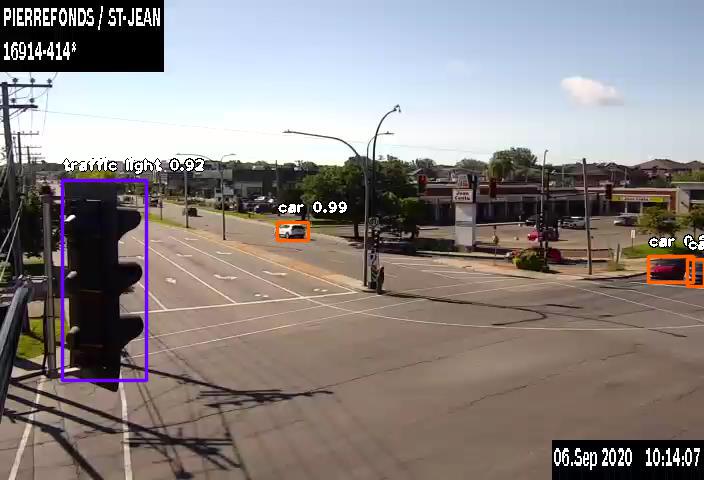 PIERREFONDS / ST-JEAN
16914-414*
traffic light 0.92
car 0.99
car
06.Sep 2020 10:14:07